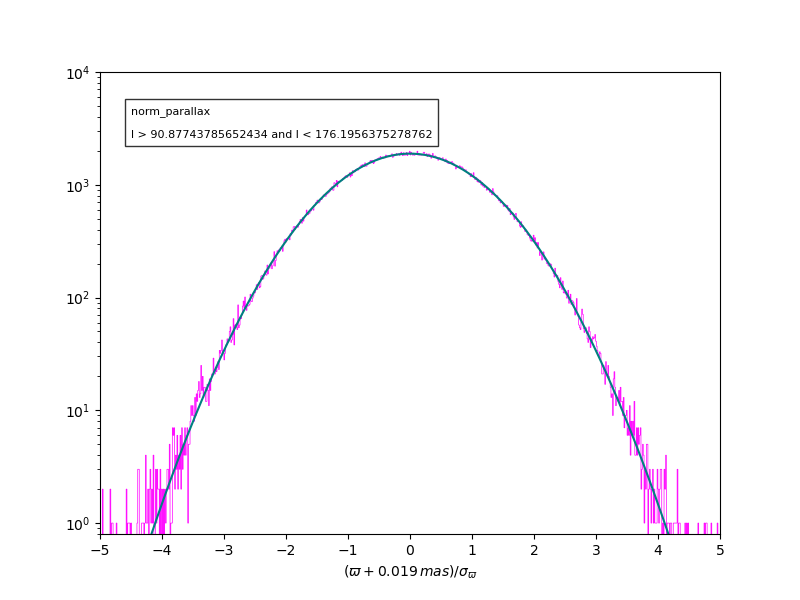 norm_parallax
l > 90.87743785652434 and l < 176.1956375278762
10⁴
10³
10²
10¹
10⁰
−5 −4 −3 −2 −1 0 1 2 3 4 5
(ϖ + 0.019 mas)/σ_ϖ